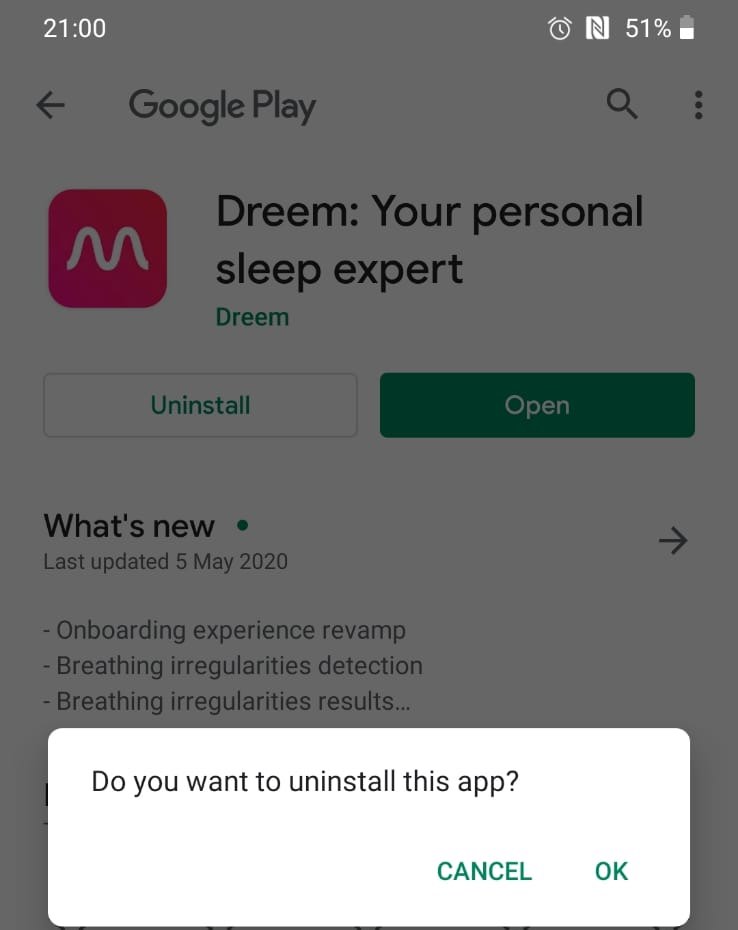 21:00 51%
Google Play
Dreem: Your personal
sleep expert
Dreem
Uninstall Open
What's new
Last updated 5 May 2020
- Onboarding experience revamp
- Breathing irregularities detection
- Breathing irregularities results...
Do you want to uninstall this app?
CANCEL OK